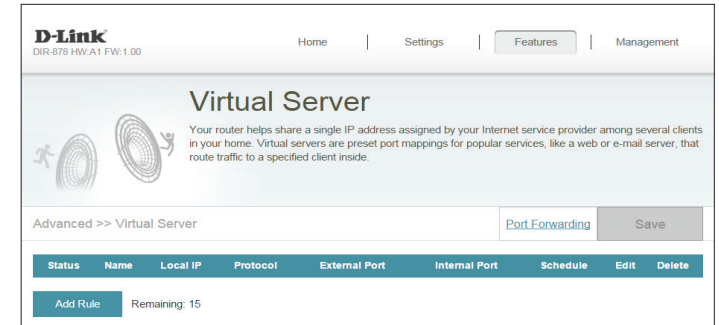 D-Link
DIR-878 HW:A1 FW:1.00
Home | Settings | Features | Management
Virtual Server
Your router helps share a single IP address assigned by your Internet service provider among several clients
in your home. Virtual servers are preset port mappings for popular services, like a web or e-mail server, that
route traffic to a specified client inside.
Advanced >> Virtual Server
Port Forwarding
Save
Status Name Local IP Protocol External Port Internal Port Schedule Edit Delete
Add Rule Remaining: 15